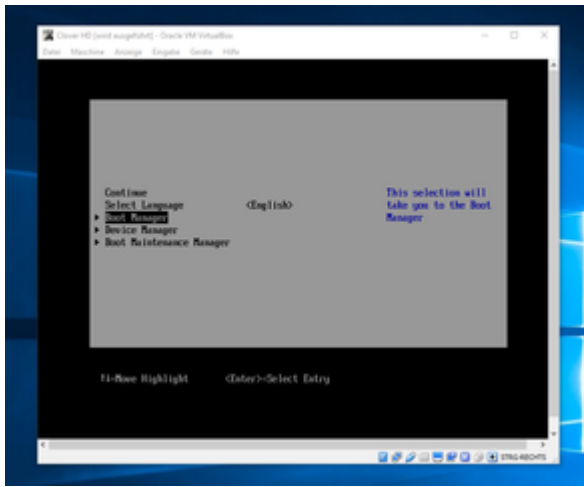 Clover HD [wird ausgeführt] - Oracle VM VirtualBox
Datei Maschine Anzeige Eingabe Geräte Hilfe
Continue
Select Language <English>
Boot Manager
Device Manager
Boot Maintenance Manager
This selection will
take you to the Boot
Manager
↑↓=Move Highlight <Enter>=Select Entry
STRG-RECHTS